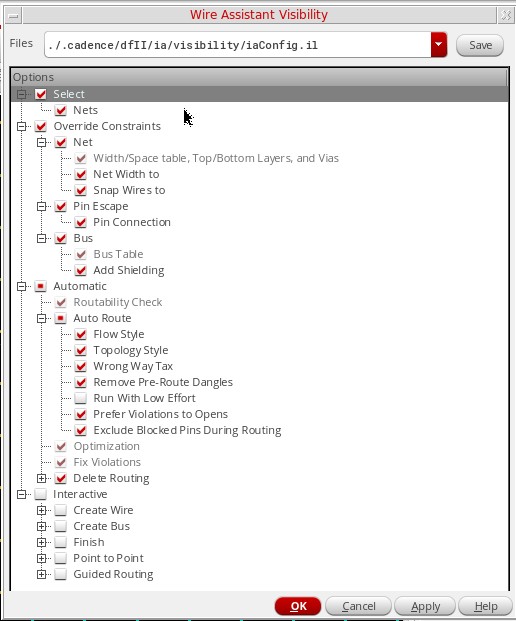 Wire Assistant Visibility
Files ./.cadence/dfII/ia/visibility/iaConfig.il Save
Options
Select
Nets
Override Constraints
Net
Width/Space table, Top/Bottom Layers, and Vias
Net Width to
Snap Wires to
Pin Escape
Pin Connection
Bus
Bus Table
Add Shielding
Automatic
Routability Check
Auto Route
Flow Style
Topology Style
Wrong Way Tax
Remove Pre-Route Dangles
Run With Low Effort
Prefer Violations to Opens
Exclude Blocked Pins During Routing
Optimization
Fix Violations
Delete Routing
Interactive
Create Wire
Create Bus
Finish
Point to Point
Guided Routing
OK Cancel Apply Help